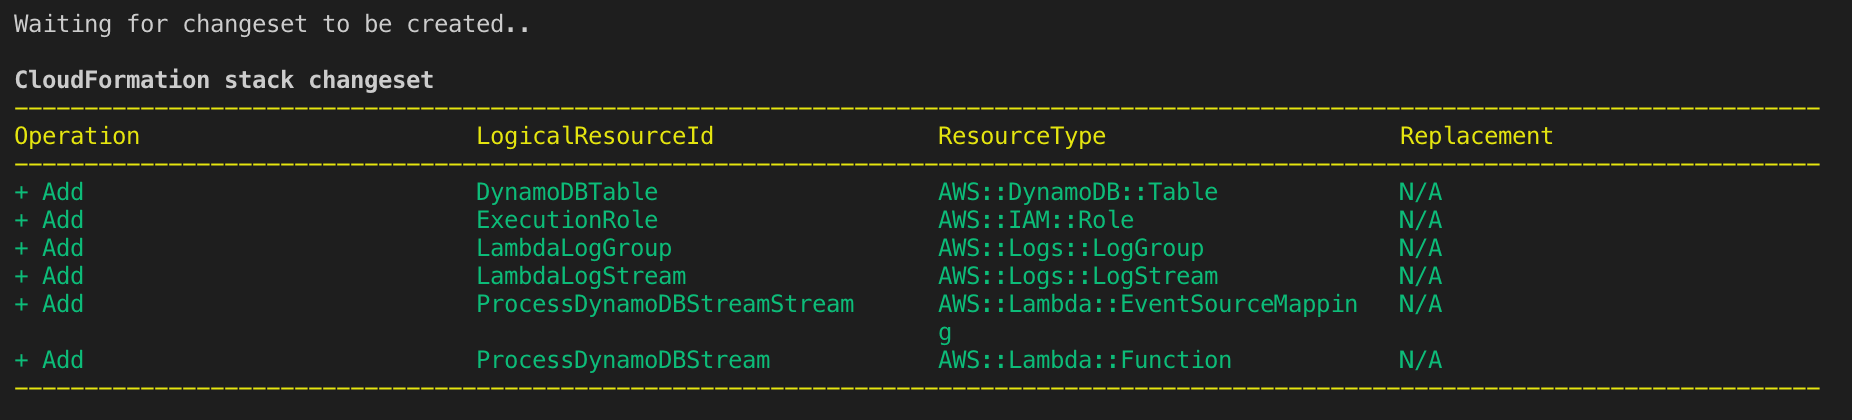 Waiting for changeset to be created..
CloudFormation stack changeset
---------------------------------------------------------------------------------------------------------------------------------
Operation LogicalResourceId ResourceType Replacement
---------------------------------------------------------------------------------------------------------------------------------
+ Add DynamoDBTable AWS::DynamoDB::Table N/A
+ Add ExecutionRole AWS::IAM::Role N/A
+ Add LambdaLogGroup AWS::Logs::LogGroup N/A
+ Add LambdaLogStream AWS::Logs::LogStream N/A
+ Add ProcessDynamoDBStreamStream AWS::Lambda::EventSourceMappin N/A
g
+ Add ProcessDynamoDBStream AWS::Lambda::Function N/A
---------------------------------------------------------------------------------------------------------------------------------